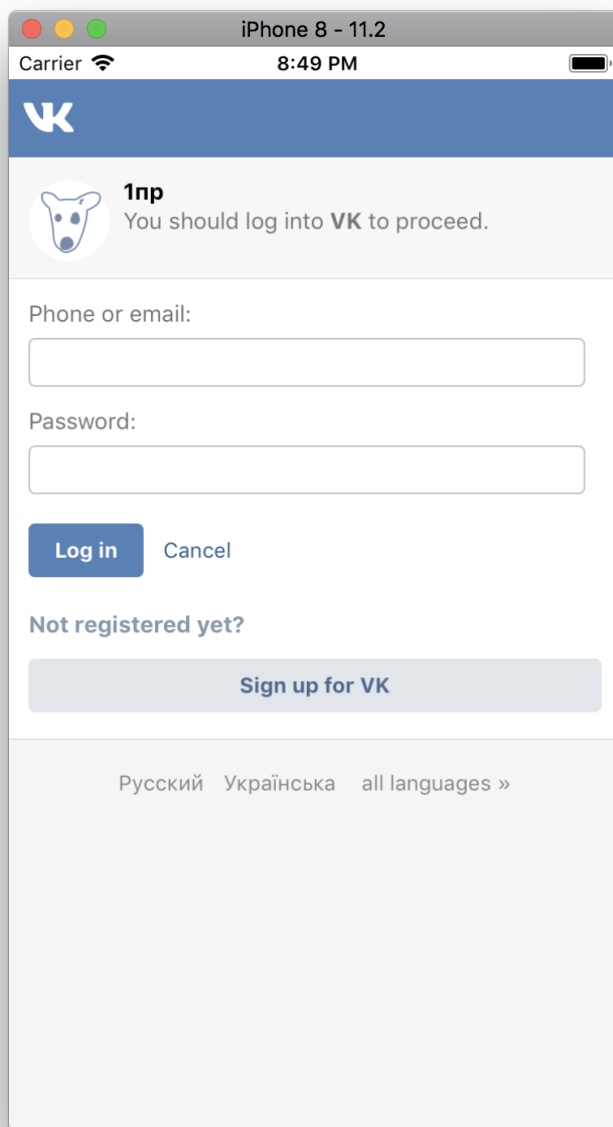 iPhone 8 - 11.2
Carrier 8:49 PM
VK
1пр
You should log into VK to proceed.
Phone or email:
Password:
Log in Cancel
Not registered yet?
Sign up for VK
Русский Українська all languages »